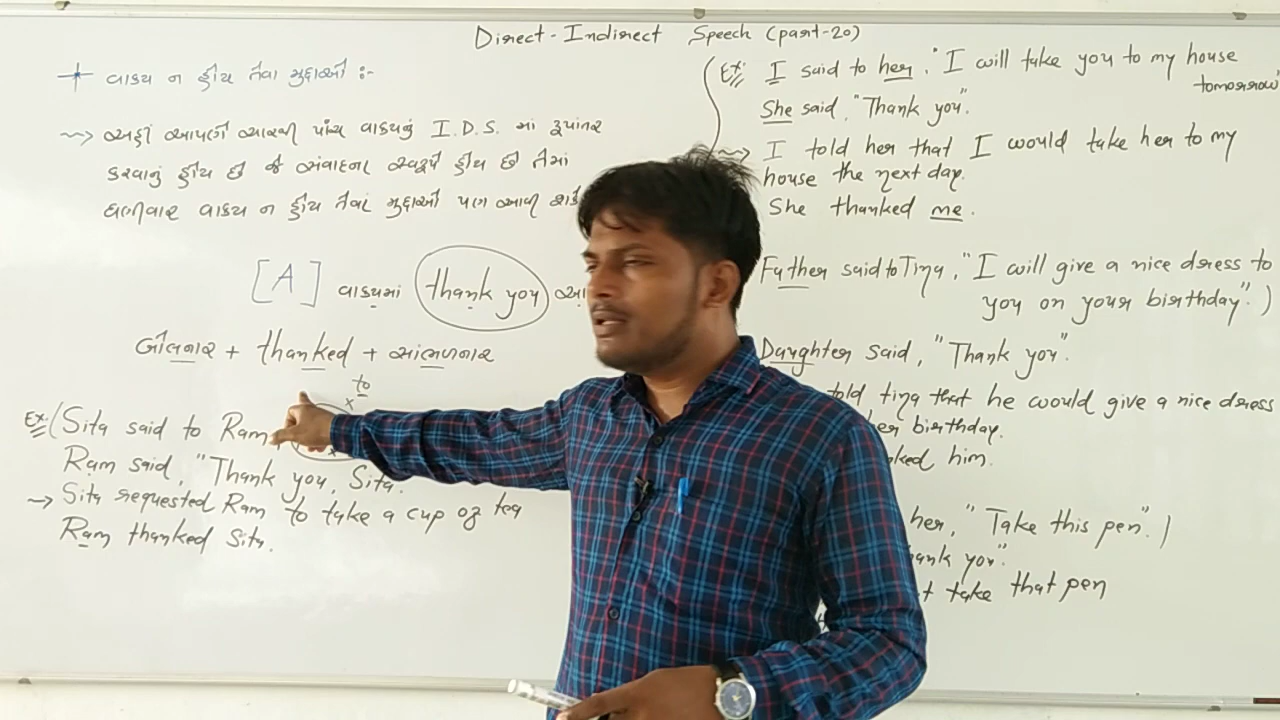 Direct-Indirect Speech (part-20)
વાક્ય ન હોય તેવા મુદ્દાઓ :-
અહીં આપણે આવાં પાંચ વાક્યનું I.D.S. માં રૂપાંતર
કરવાનું હોય છે કે જે સંવાદના સ્વરૂપે હોય છે તેમાં
ઘણીવાર વાક્ય ન હોય તેવાં મુદ્દાઓ પણ આવી શકે
[A] વાક્યમાં thank you આ
બોલનાર + thanked + સાંભળનાર
to
Ex: Sita said to Ram
Ram said, "Thank you, Sita.
Sita requested Ram to take a cup of tea
Ram thanked Sita.
Ex: I said to her, "I will take you to my house
tomorrow"
She said, "Thank you".
I told her that I would take her to my
house the next day.
She thanked me.
Father said to Tina, "I will give a nice dress to
you on your birthday".)
Daughter said, "Thank you".
told tina that he would give a nice dress
her birthday.
him.
her, "Take this pen".)
you".
take that pen